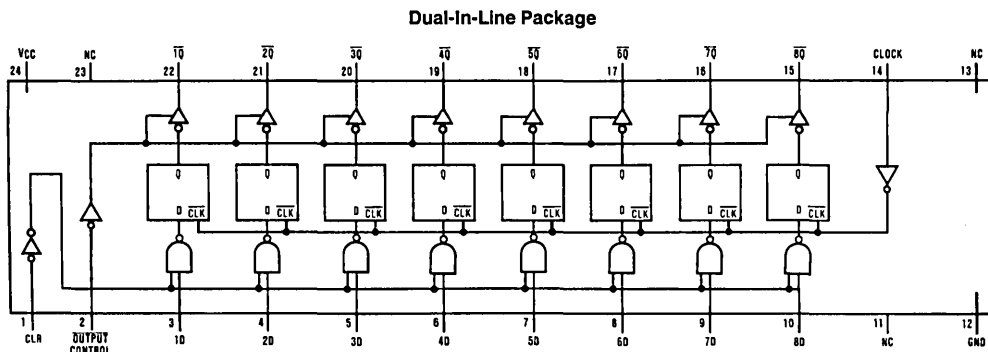 Dual-In-Line Package
VCC NC 1Q̅ 2Q̅ 3Q̅ 4Q̅ 5Q̅ 6Q̅ 7Q̅ 8Q̅ CLOCK NC
24 23 22 21 20 19 18 17 16 15 14 13
Q Q Q Q Q Q Q Q
D C̅L̅K̅ D C̅L̅K̅ D C̅L̅K̅ D C̅L̅K̅ D C̅L̅K̅ D C̅L̅K̅ D C̅L̅K̅ D C̅L̅K̅
1 2 3 4 5 6 7 8 9 10 11 12
CLR O̅U̅T̅P̅U̅T̅ 1D 2D 3D 4D 5D 6D 7D 8D NC GND
CONTROL